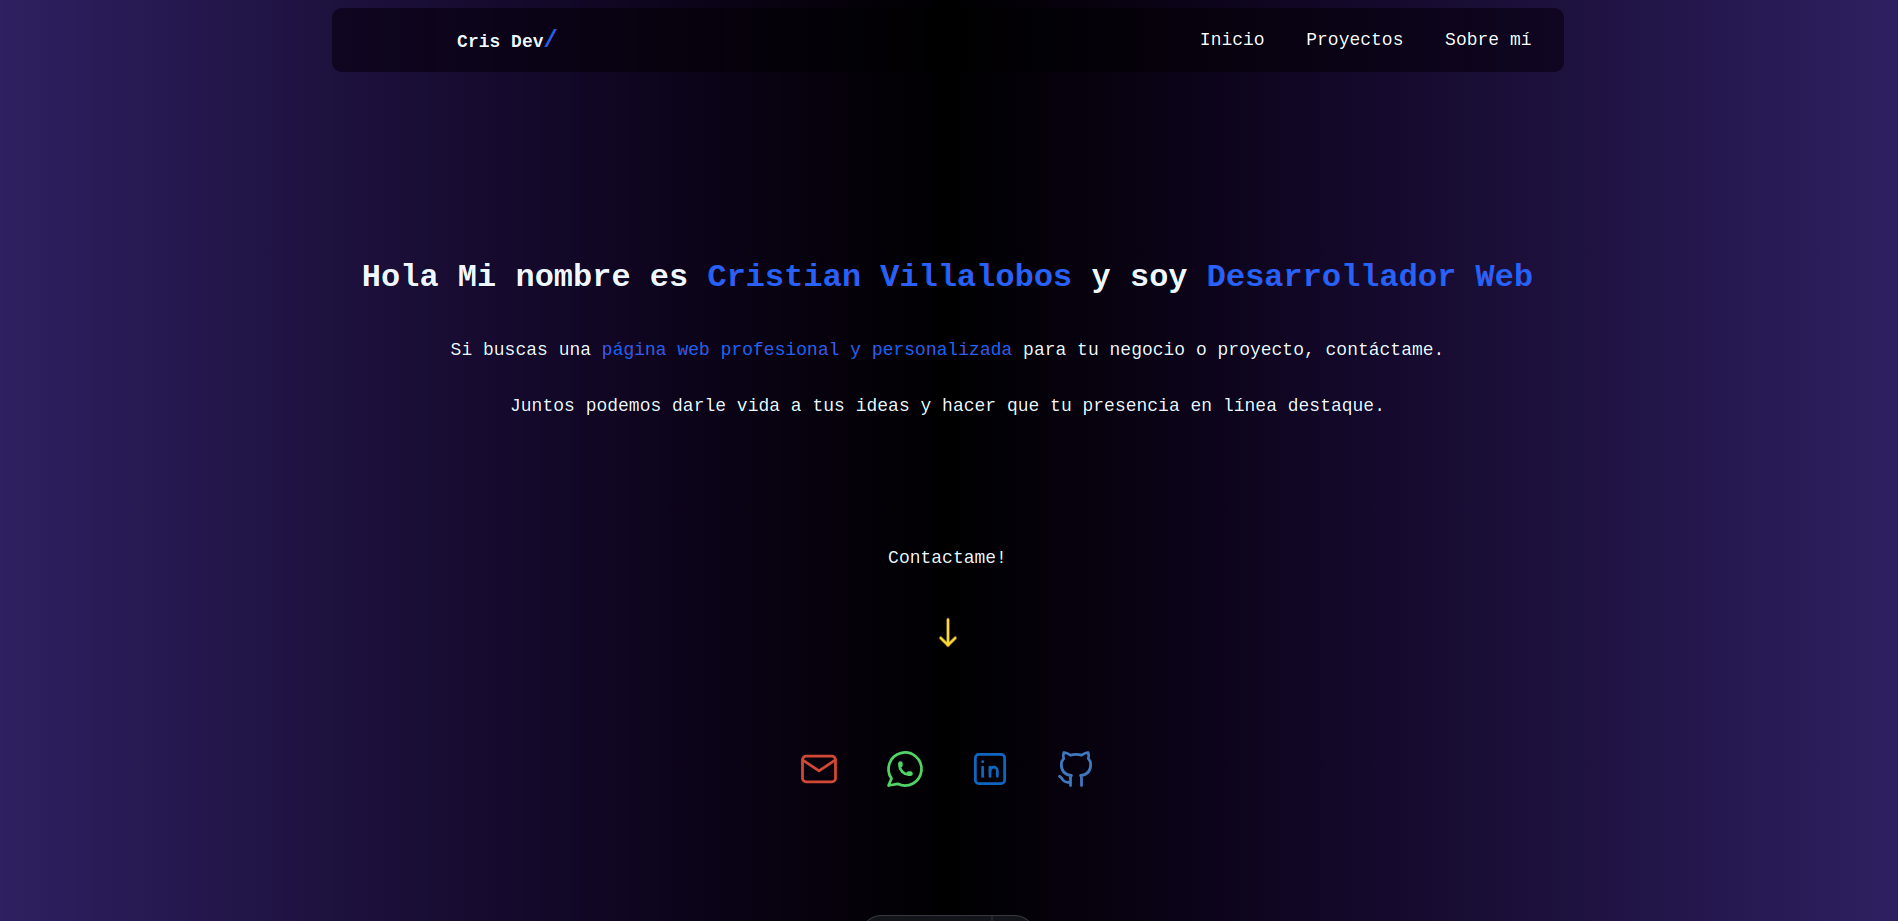 Cris Dev/
Inicio Proyectos Sobre mí
Hola Mi nombre es Cristian Villalobos y soy Desarrollador Web
Si buscas una página web profesional y personalizada para tu negocio o proyecto, contáctame.
Juntos podemos darle vida a tus ideas y hacer que tu presencia en línea destaque.
Contactame!
in